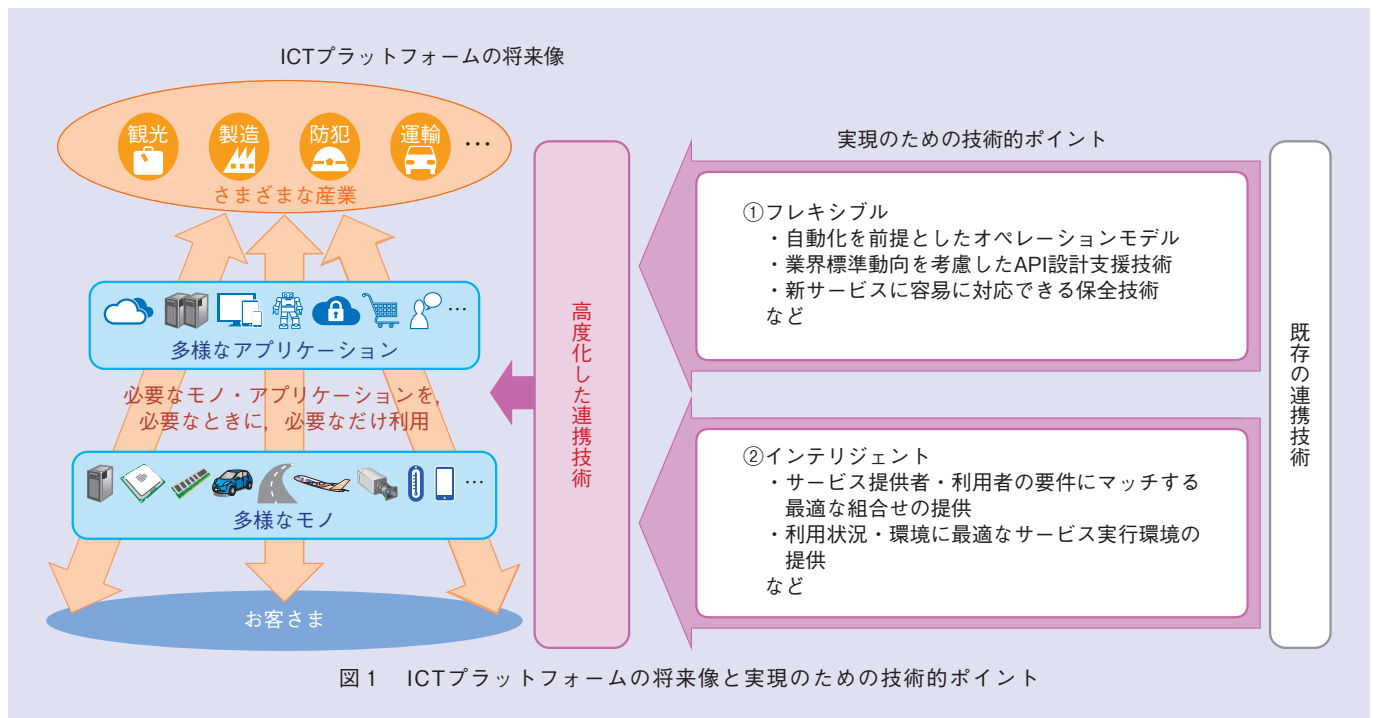 ICTプラットフォームの将来像
観光
製造
防犯
運輸
…
さまざまな産業
…
多様なアプリケーション
必要なモノ・アプリケーションを,
必要なときに,必要なだけ利用
…
多様なモノ
お客さま
高度化した連携技術
実現のための技術的ポイント
①フレキシブル
・自動化を前提としたオペレーションモデル
・業界標準動向を考慮したAPI設計支援技術
・新サービスに容易に対応できる保全技術
など
②インテリジェント
・サービス提供者・利用者の要件にマッチする
最適な組合せの提供
・利用状況・環境に最適なサービス実行環境の
提供
など
既存の連携技術
図1 ICTプラットフォームの将来像と実現のための技術的ポイント